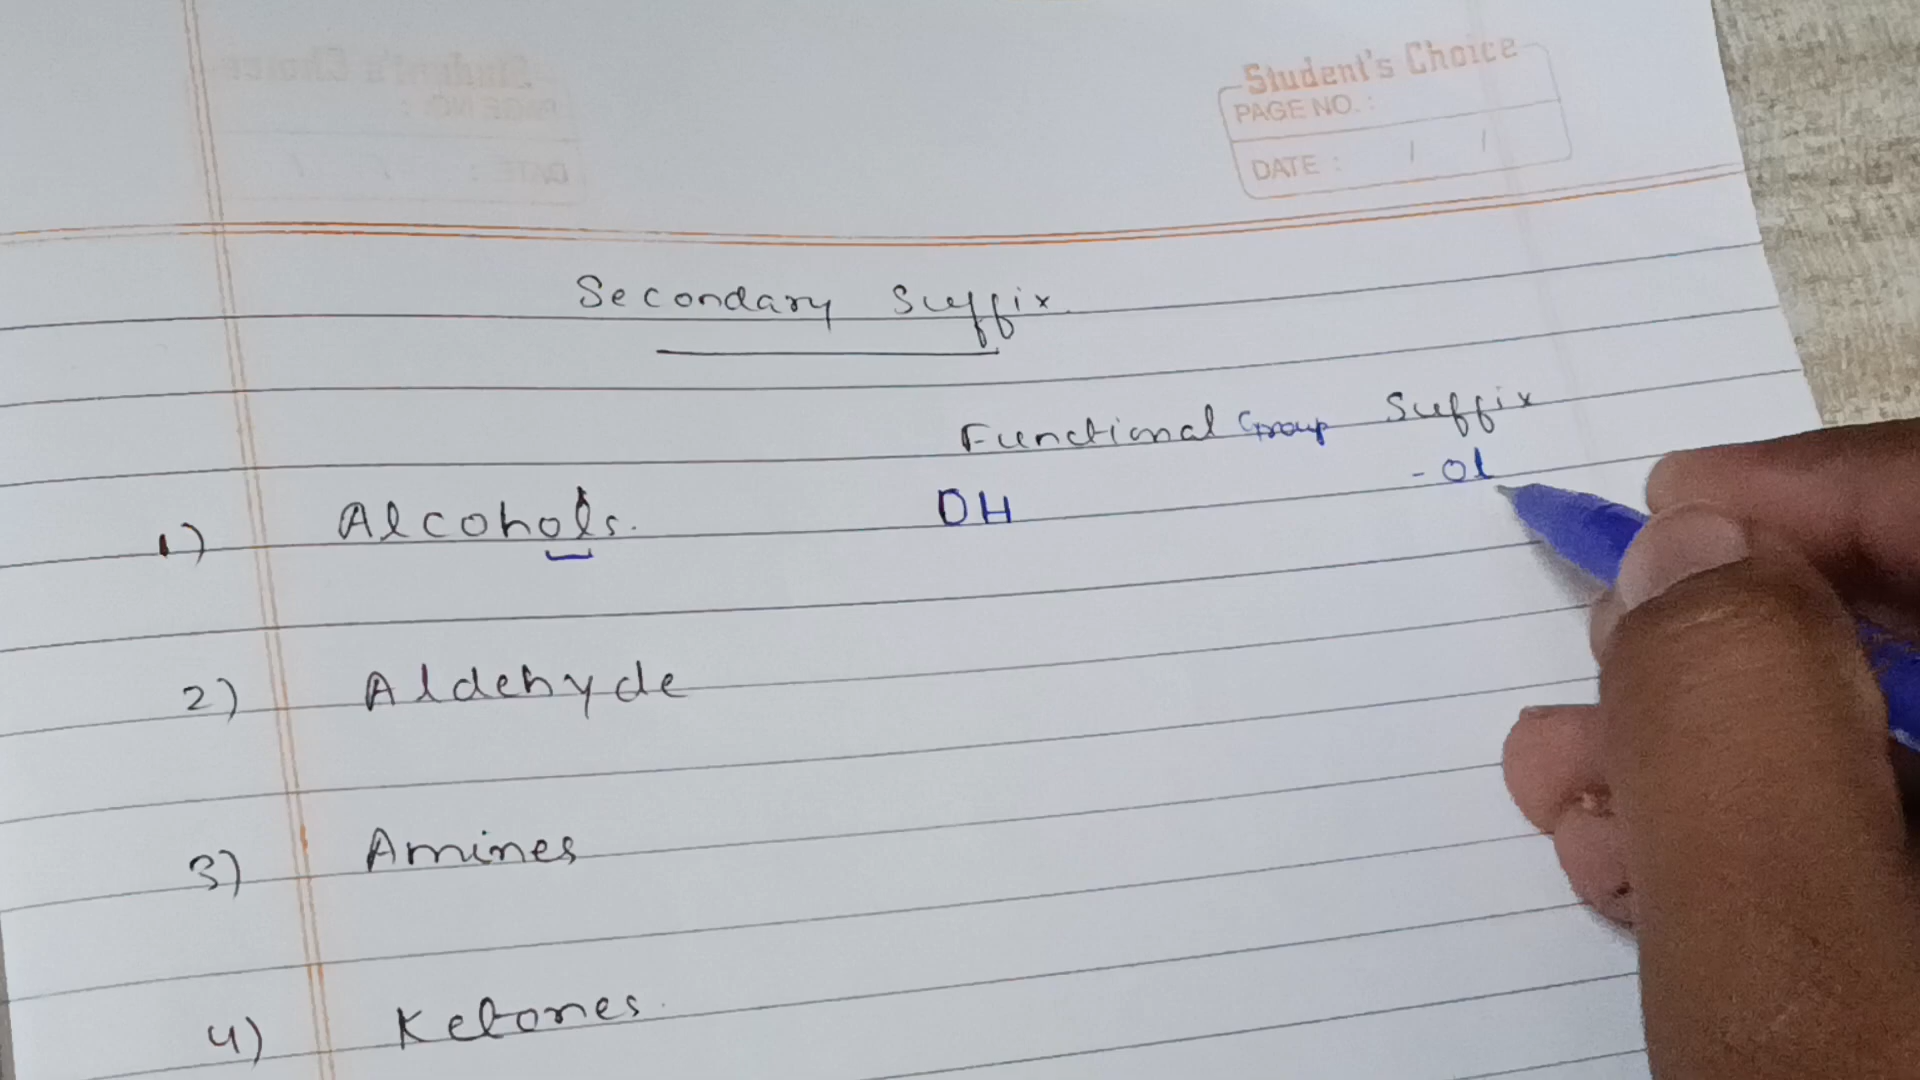 Student's Choice
PAGE NO. :
DATE : / /
Secondary Suffix
Functional Group Suffix
1) Alcohols. OH - Ol
2) Aldehyde
3) Amines
4) Ketones.